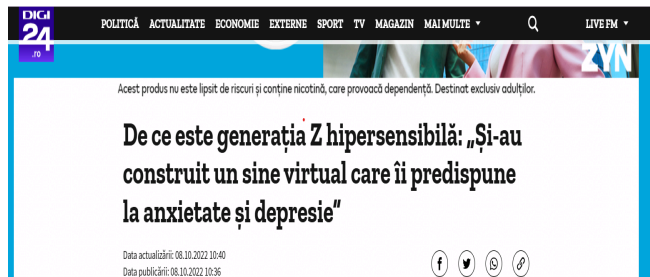 DIGI
24
.ro
POLITICĂ ACTUALITATE ECONOMIE EXTERNE SPORT TV MAGAZIN MAI MULTE LIVE FM
ZYN
Acest produs nu este lipsit de riscuri și conține nicotină, care provoacă dependență. Destinat exclusiv adulților.
De ce este generația Z hipersensibilă: „Și-au
construit un sine virtual care îi predispune
la anxietate și depresie”
Data actualizării: 08.10.2022 10:40
Data publicării: 08.10.2022 10:36